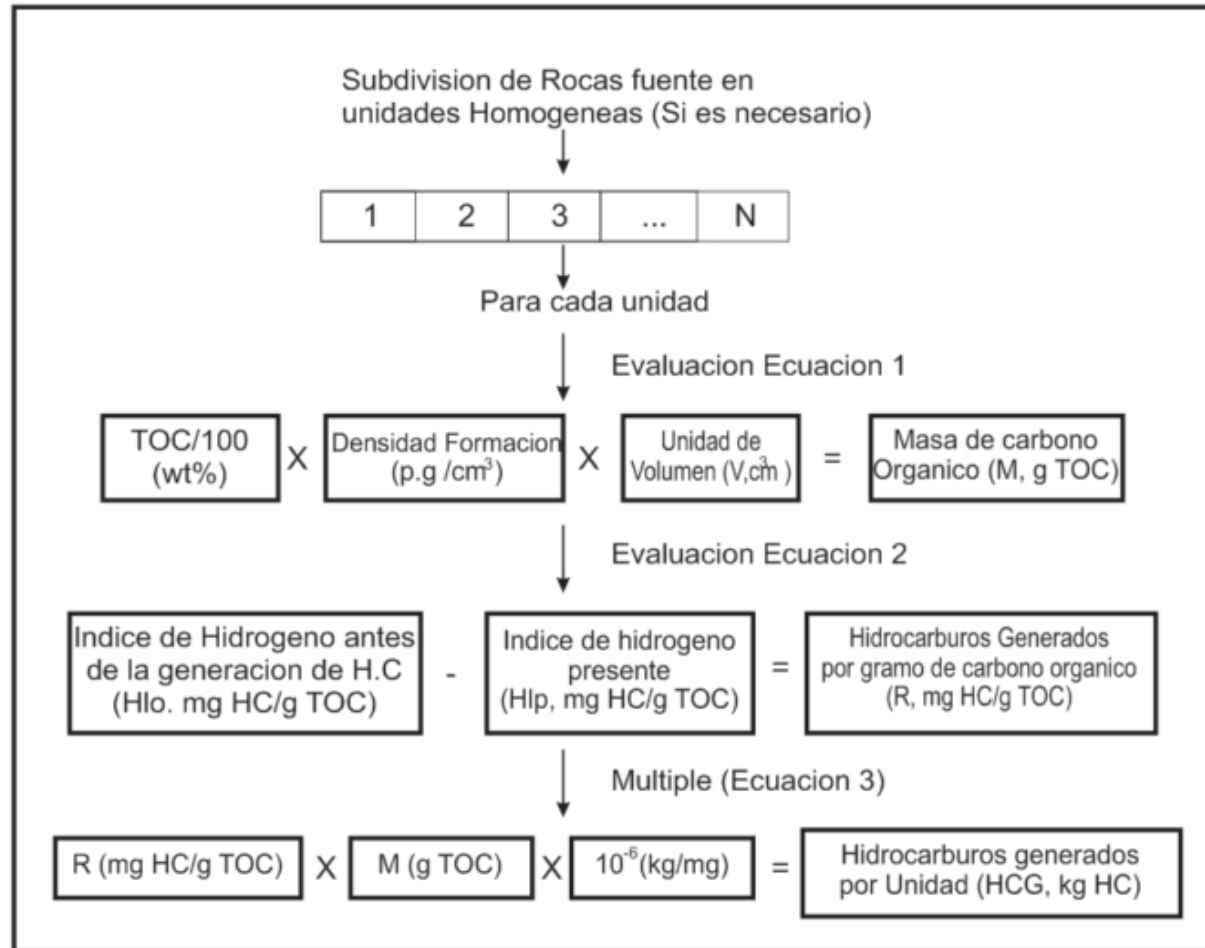 Subdivision de Rocas fuente en
unidades Homogeneas (Si es necesario)
1 2 3 ... N
Para cada unidad
Evaluacion Ecuacion 1
TOC/100
(wt%)
X
Densidad Formacion
(p.g /cm³)
X
Unidad de
Volumen (V,cm³)
=
Masa de carbono
Organico (M, g TOC)
Evaluacion Ecuacion 2
Indice de Hidrogeno antes
de la generacion de H.C
(Hlo. mg HC/g TOC)
-
Indice de hidrogeno
presente
(Hlp, mg HC/g TOC)
=
Hidrocarburos Generados
por gramo de carbono organico
(R, mg HC/g TOC)
Multiple (Ecuacion 3)
R (mg HC/g TOC) X M (g TOC) X 10⁻⁶(kg/mg) =
Hidrocarburos generados
por Unidad (HCG, kg HC)